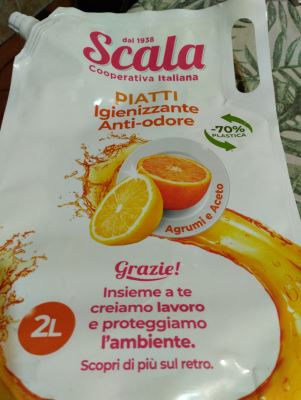 dal 1938
Scala
Cooperativa Italiana
PIATTI
Igienizzante
Anti-odore
-70%
PLASTICA
Agrumi e Aceto
Grazie!
Insieme a te
creiamo lavoro
e proteggiamo
l'ambiente.
2L
Scopri di più sul retro.